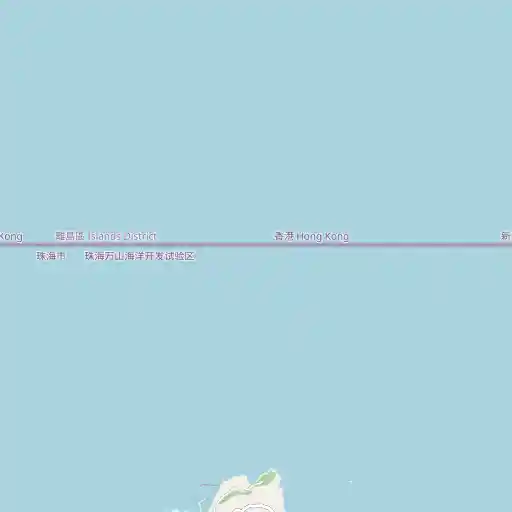 Kong
離島區 Islands District
香港 Hong Kong
新
珠海市
珠海万山海洋开发试验区